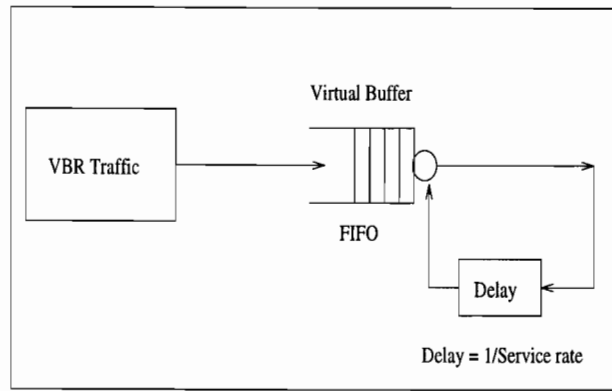 Virtual Buffer
VBR Traffic
FIFO
Delay
Delay = 1/Service rate